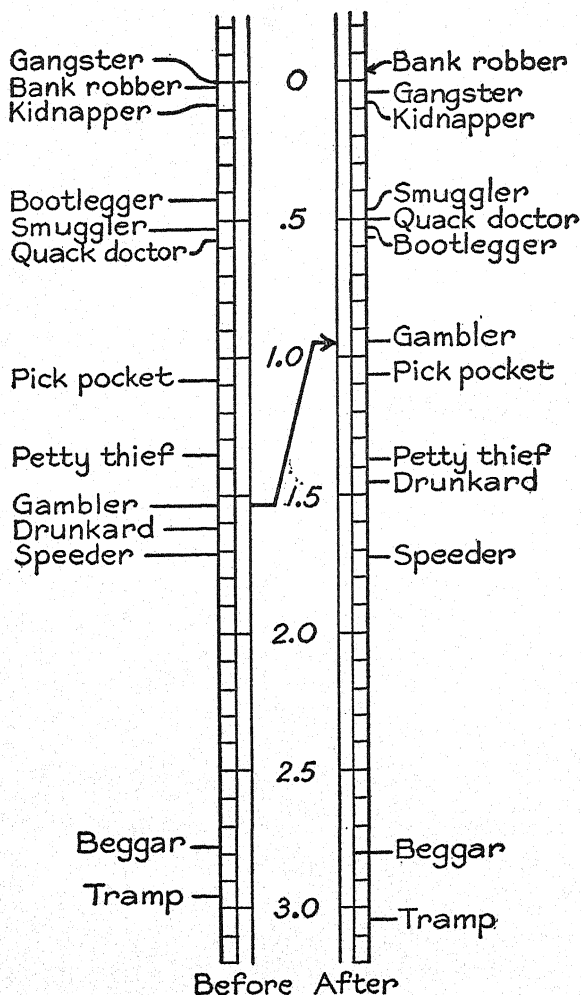 Gangster
Bank robber
Kidnapper
Bootlegger
Smuggler
Quack doctor
Pick pocket
Petty thief
Gambler
Drunkard
Speeder
Beggar
Tramp
0
.5
1.0
1.5
2.0
2.5
3.0
Bank robber
Gangster
Kidnapper
Smuggler
Quack doctor
Bootlegger
Gambler
Pick pocket
Petty thief
Drunkard
Speeder
Beggar
Tramp
Before After